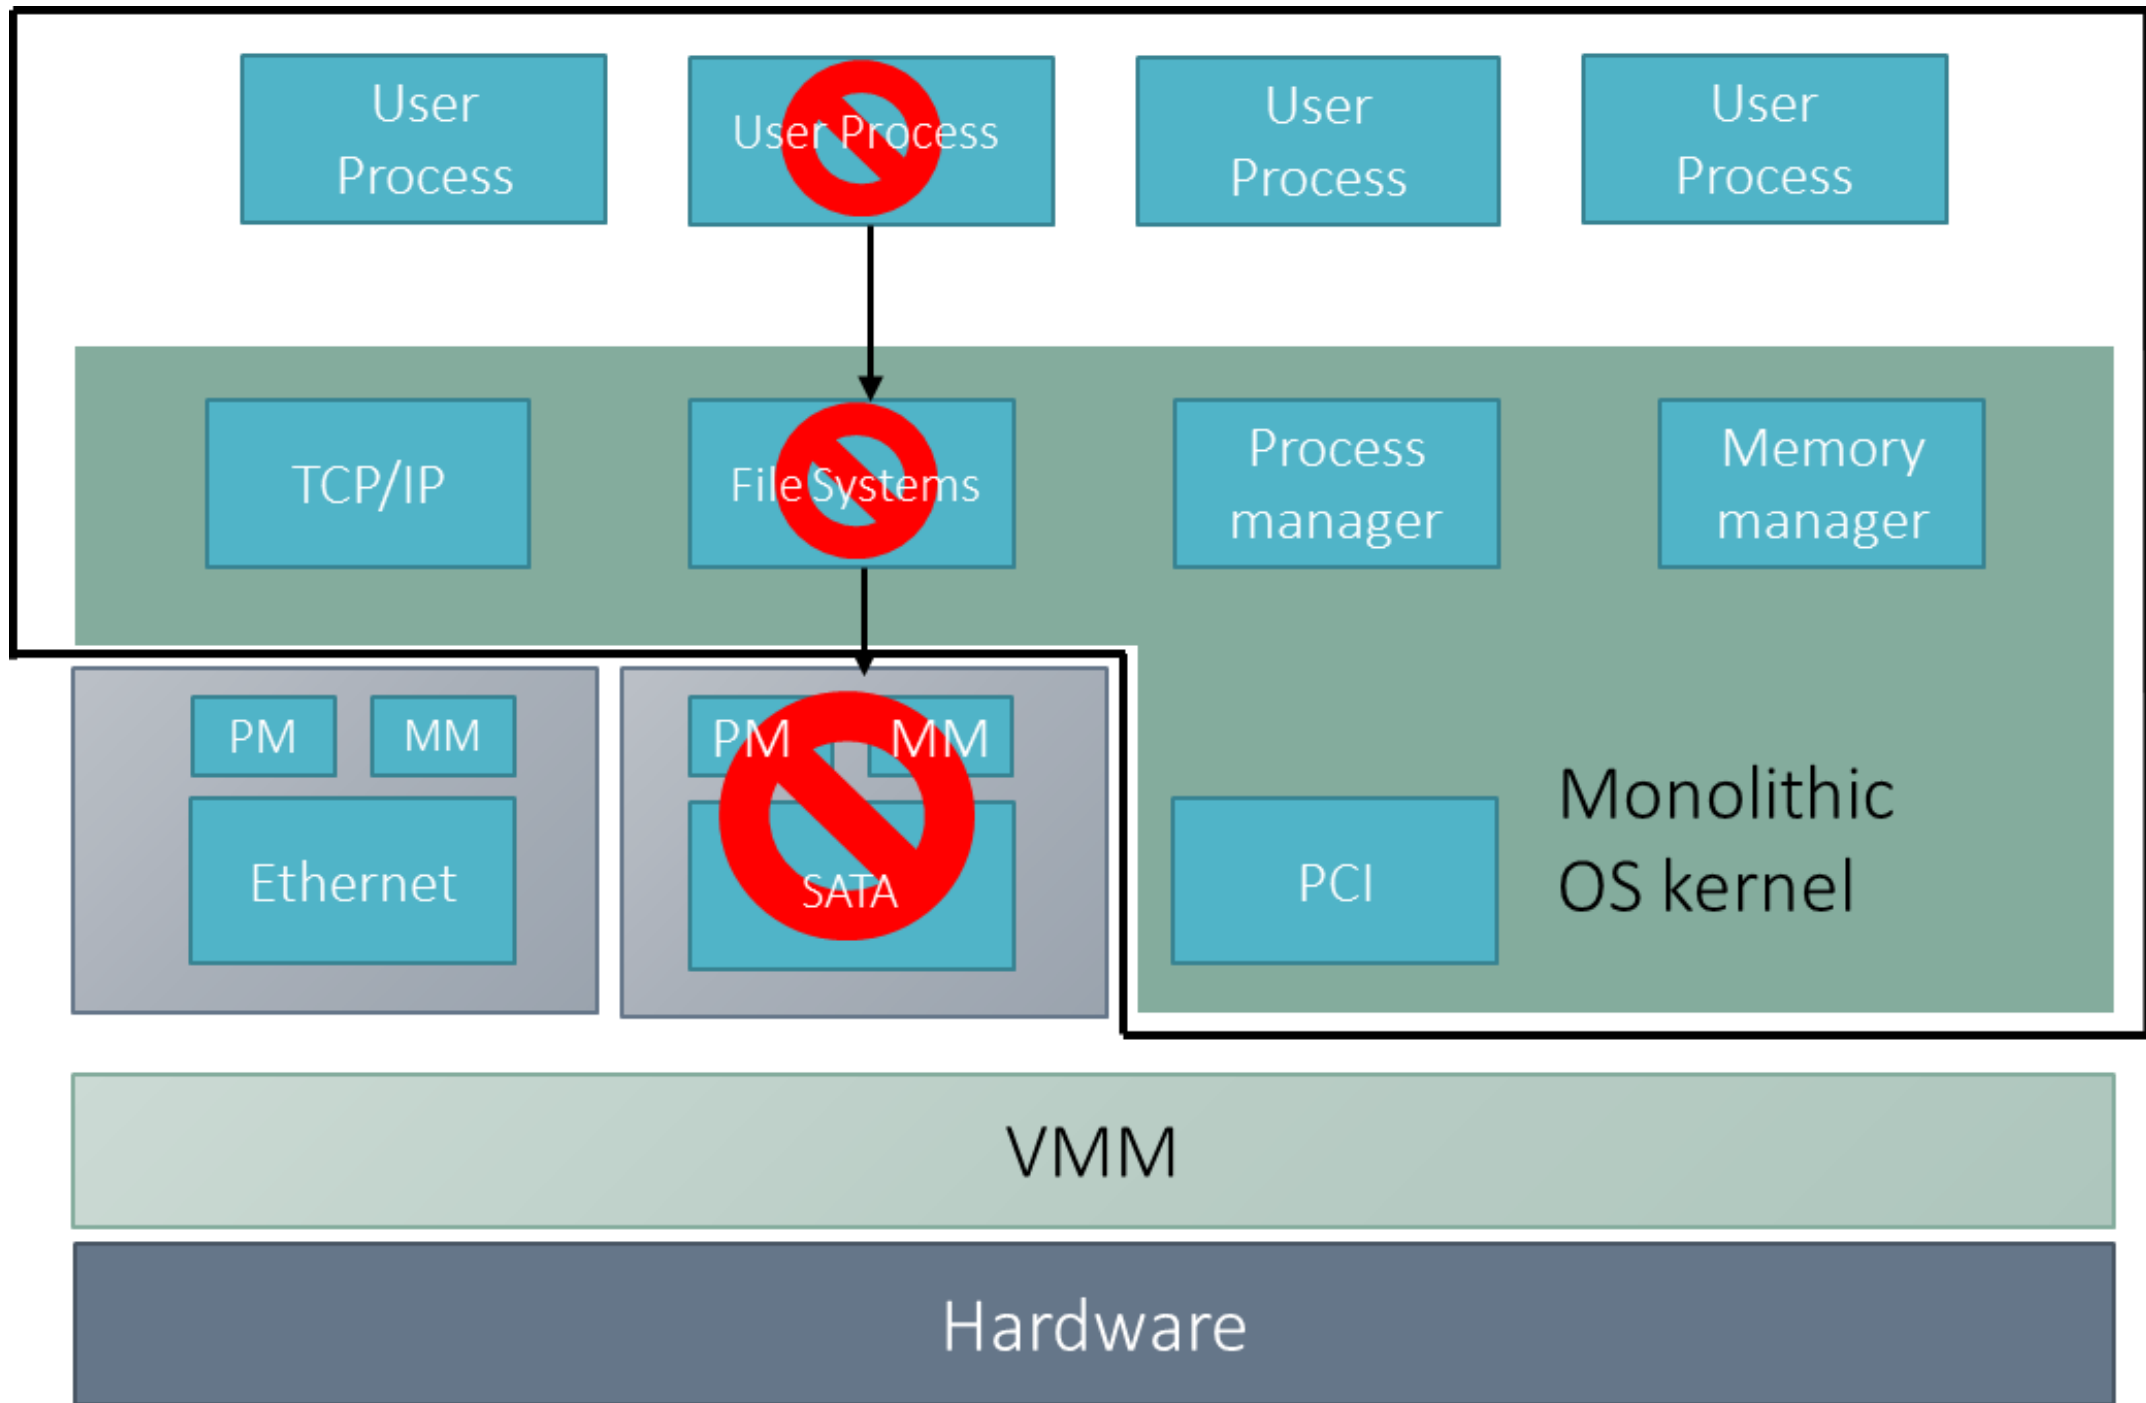 User
Process
User Process
User
Process
User
Process
TCP/IP
File Systems
Process
manager
Memory
manager
PM
MM
Ethernet
PM
MM
SATA
PCI
Monolithic
OS kernel
VMM
Hardware